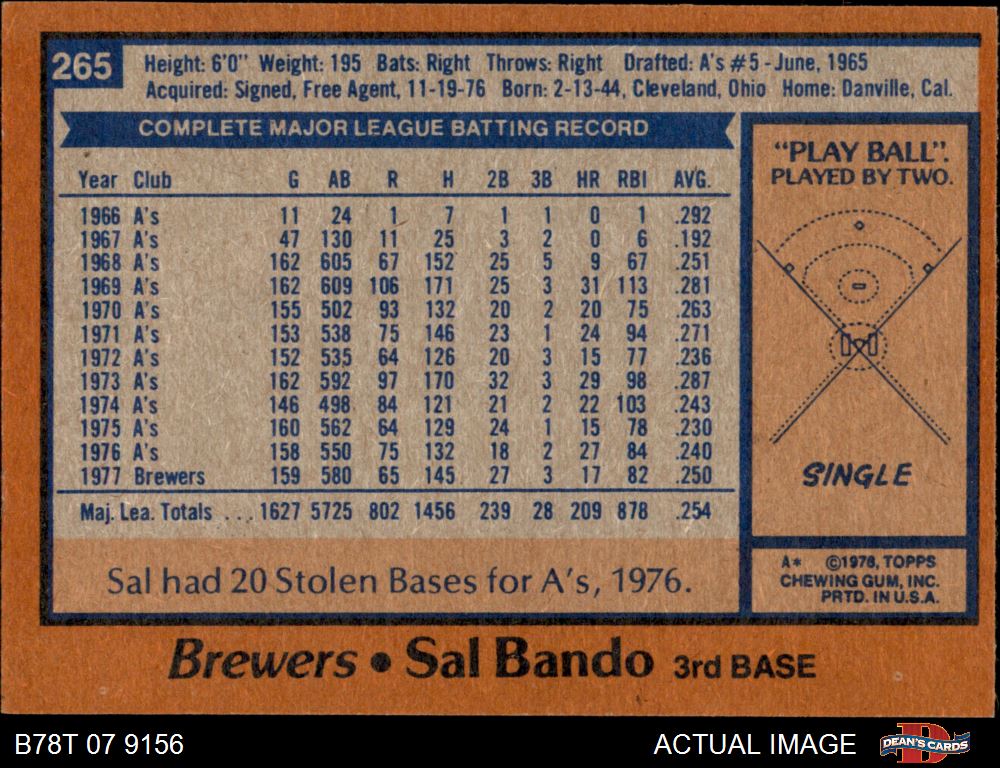 265
Height: 6'0" Weight: 195 Bats: Right Throws: Right Drafted: A's #5 - June, 1965
Acquired: Signed, Free Agent, 11-19-76 Born: 2-13-44, Cleveland, Ohio Home: Danville, Cal.
COMPLETE MAJOR LEAGUE BATTING RECORD
Year Club G AB R H 2B 3B HR RBI AVG.
1966 A's 11 24 1 7 1 1 0 1 .292
1967 A's 47 130 11 25 3 2 0 6 .192
1968 A's 162 605 67 152 25 5 9 67 .251
1969 A's 162 609 106 171 25 3 31 113 .281
1970 A's 155 502 93 132 20 2 20 75 .263
1971 A's 153 538 75 146 23 1 24 94 .271
1972 A's 152 535 64 126 20 3 15 77 .236
1973 A's 162 592 97 170 32 3 29 98 .287
1974 A's 146 498 84 121 21 2 22 103 .243
1975 A's 160 562 64 129 24 1 15 78 .230
1976 A's 158 550 75 132 18 2 27 84 .240
1977 Brewers 159 580 65 145 27 3 17 82 .250
Maj. Lea. Totals ... 1627 5725 802 1456 239 28 209 878 .254
Sal had 20 Stolen Bases for A's, 1976.
"PLAY BALL".
PLAYED BY TWO.
SINGLE
A* ©1978, TOPPS
CHEWING GUM, INC.
PRTD. IN U.S.A.
Brewers • Sal Bando 3rd BASE
B78T 07 9156
ACTUAL IMAGE
DEAN'S CARDS